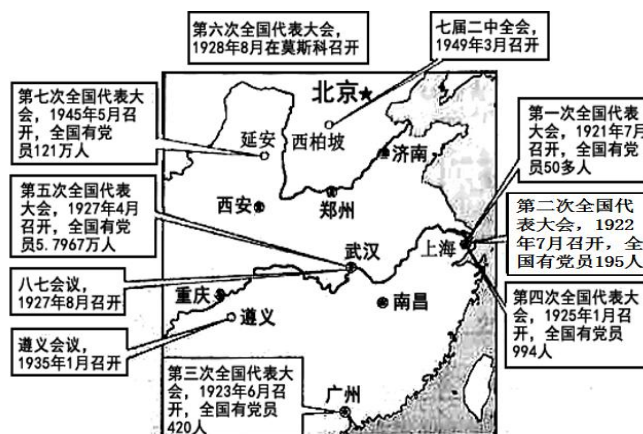 第六次全国代表大会，
1928年8月在莫斯科召开
七届二中全会，
1949年3月召开
第七次全国代表大
会，1945年5月召
开，全国有党
员121万人
北京
延安
西柏坡
济南
第一次全国代表
大会，1921年7月
召开，全国有党
员50多人
第五次全国代表
大会，1927年4月
召开，全国有党
员5.7967万人
西安
郑州
第二次全国代
表大会，1922
年7月召开，全
国有党员195人
武汉
上海
八七会议，
1927年8月召开
重庆
南昌
第四次全国代表大
会，1925年1月召
开，全国有党员
994人
遵义
遵义会议，
1935年1月召开
第三次全国代表大
会，1923年6月召
开，全国有党员
420人
广州